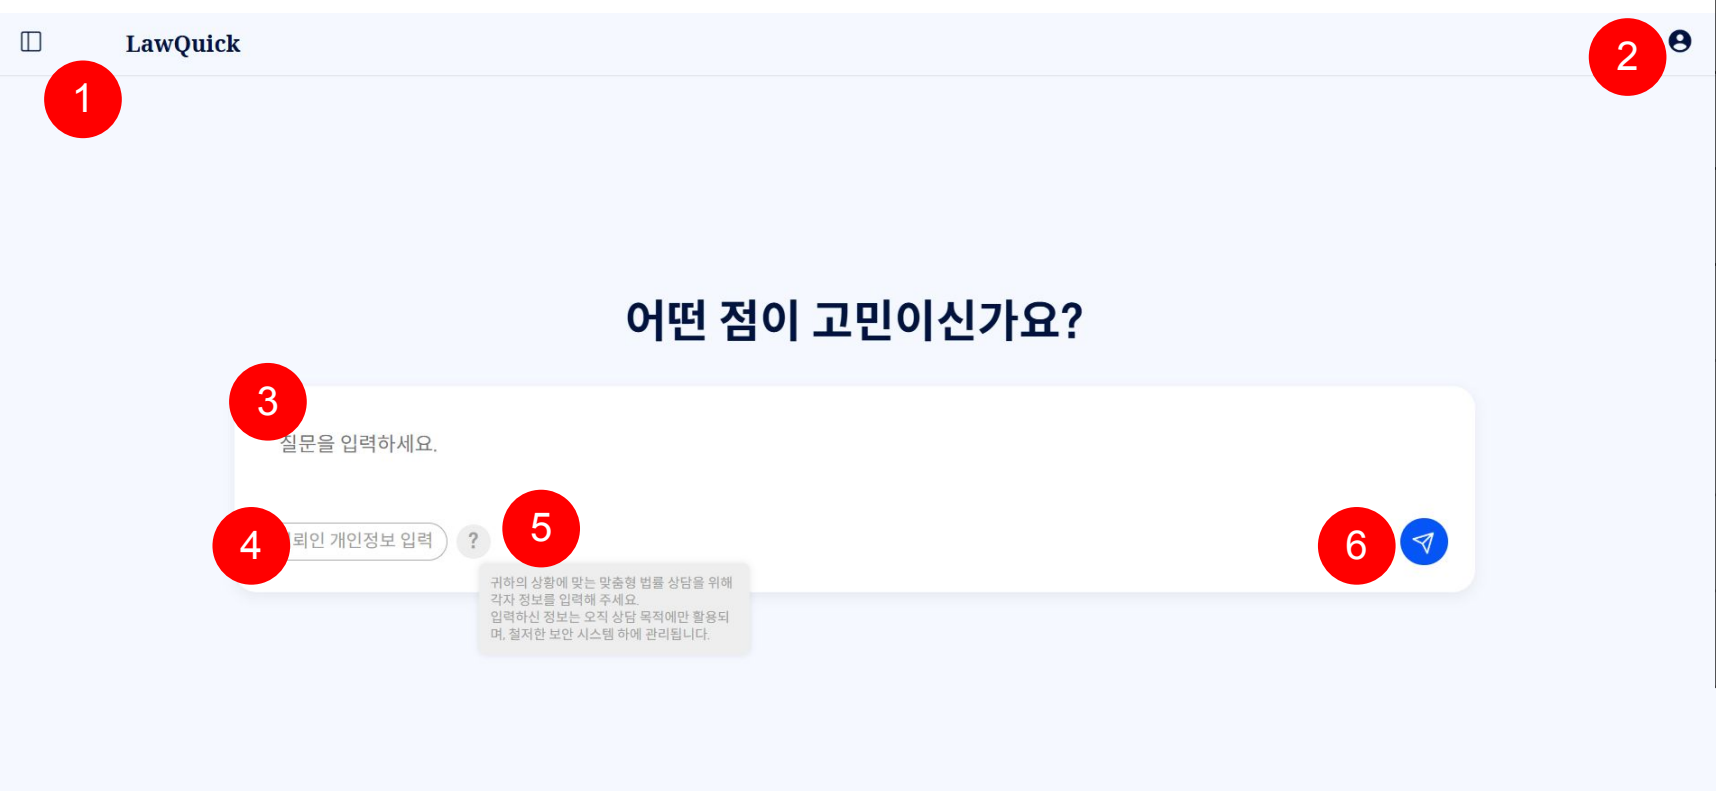 LawQuick
2
1
어떤 점이 고민이신가요?
3
질문을 입력하세요.
4
뢰인 개인정보 입력
?
5
6
귀하의 상황에 맞는 맞춤형 법률 상담을 위해
각자 정보를 입력해 주세요.
입력하신 정보는 오직 상담 목적에만 활용되
며, 철저한 보안 시스템 하에 관리됩니다.